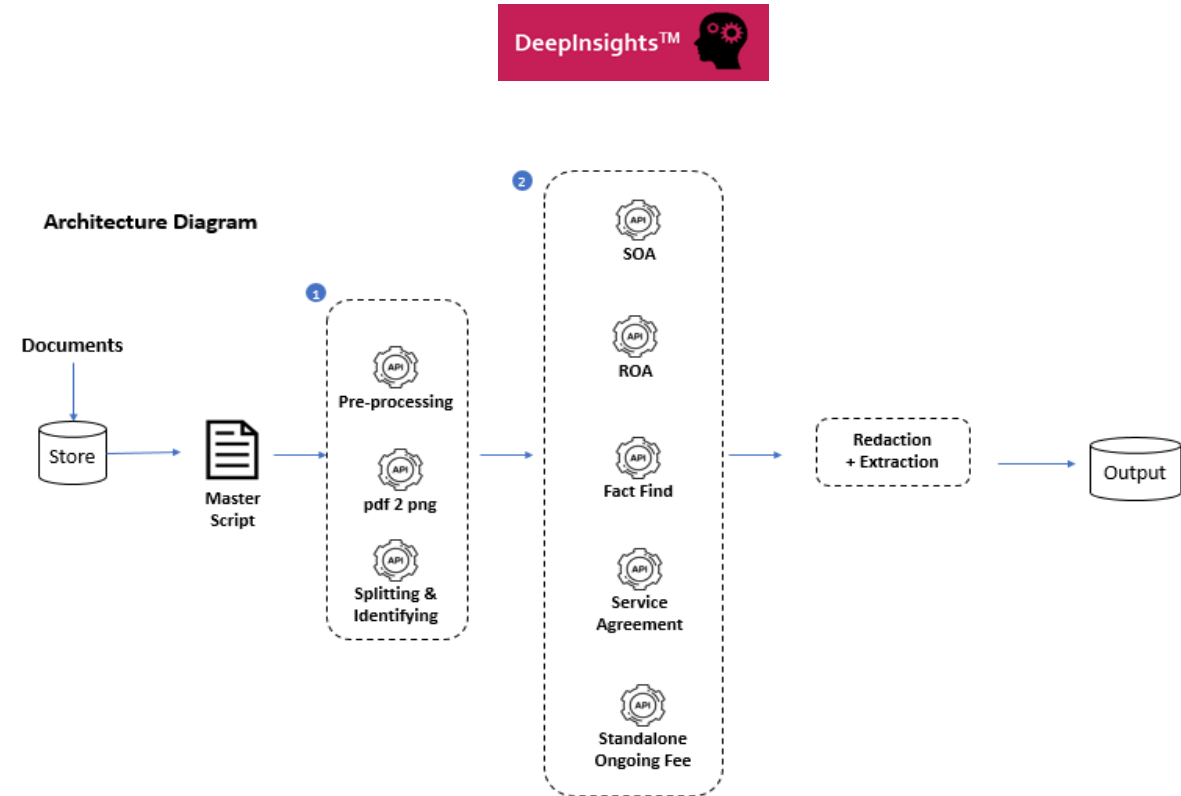 DeepInsights™
Architecture Diagram
Documents
Store
Master
Script
1
API
Pre-processing
API
pdf 2 png
API
Splitting &
Identifying
2
API
SOA
API
ROA
API
Fact Find
API
Service
Agreement
API
Standalone
Ongoing Fee
Redaction
+ Extraction
Output